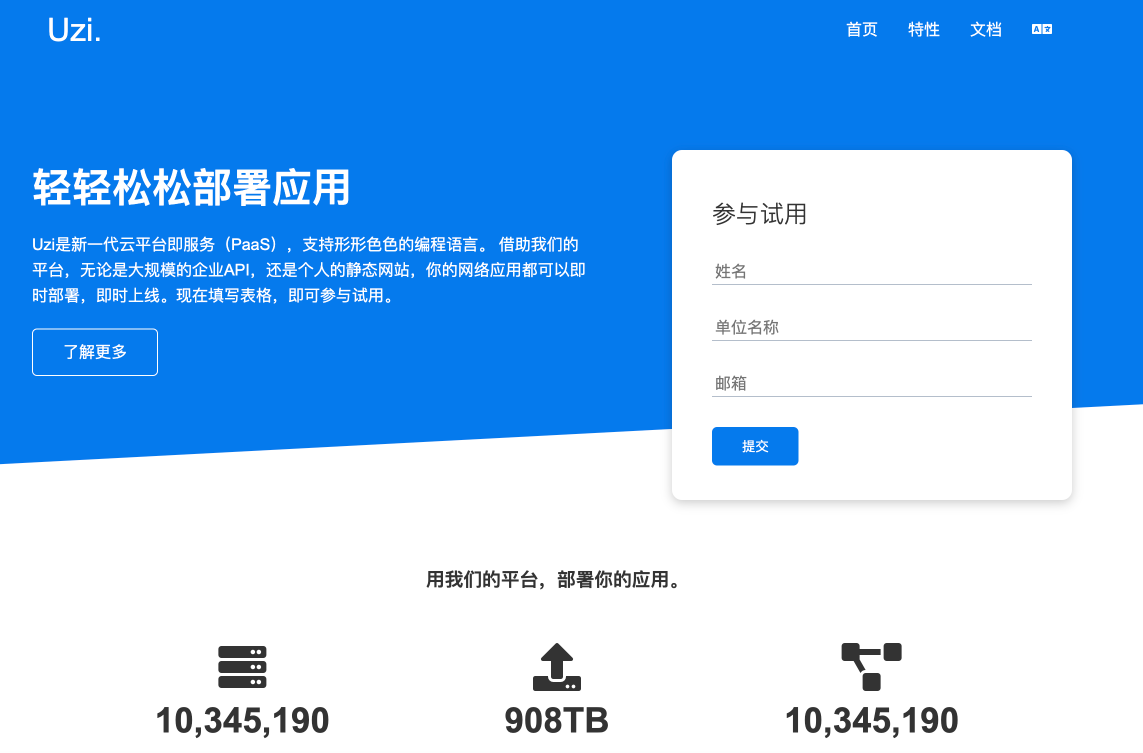 Uzi.
首页 特性 文档
轻轻松松部署应用
Uzi是新一代云平台即服务（PaaS），支持形形色色的编程语言。 借助我们的
平台，无论是大规模的企业API，还是个人的静态网站，你的网络应用都可以即
时部署，即时上线。现在填写表格，即可参与试用。
了解更多
参与试用
姓名
单位名称
邮箱
提交
用我们的平台，部署你的应用。
10,345,190 908TB 10,345,190